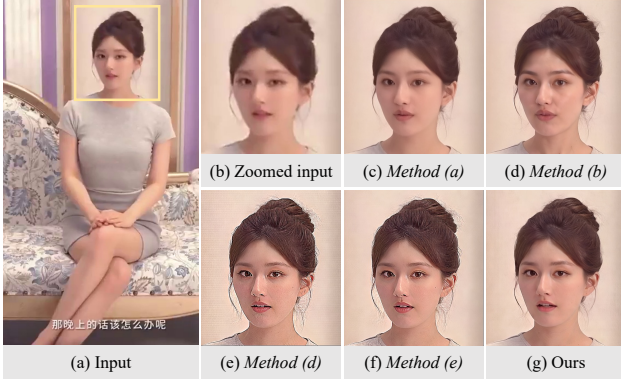 那晚上的话该怎么办呢
(b) Zoomed input
(c) Method (a)
(d) Method (b)
(a) Input
(e) Method (d)
(f) Method (e)
(g) Ours